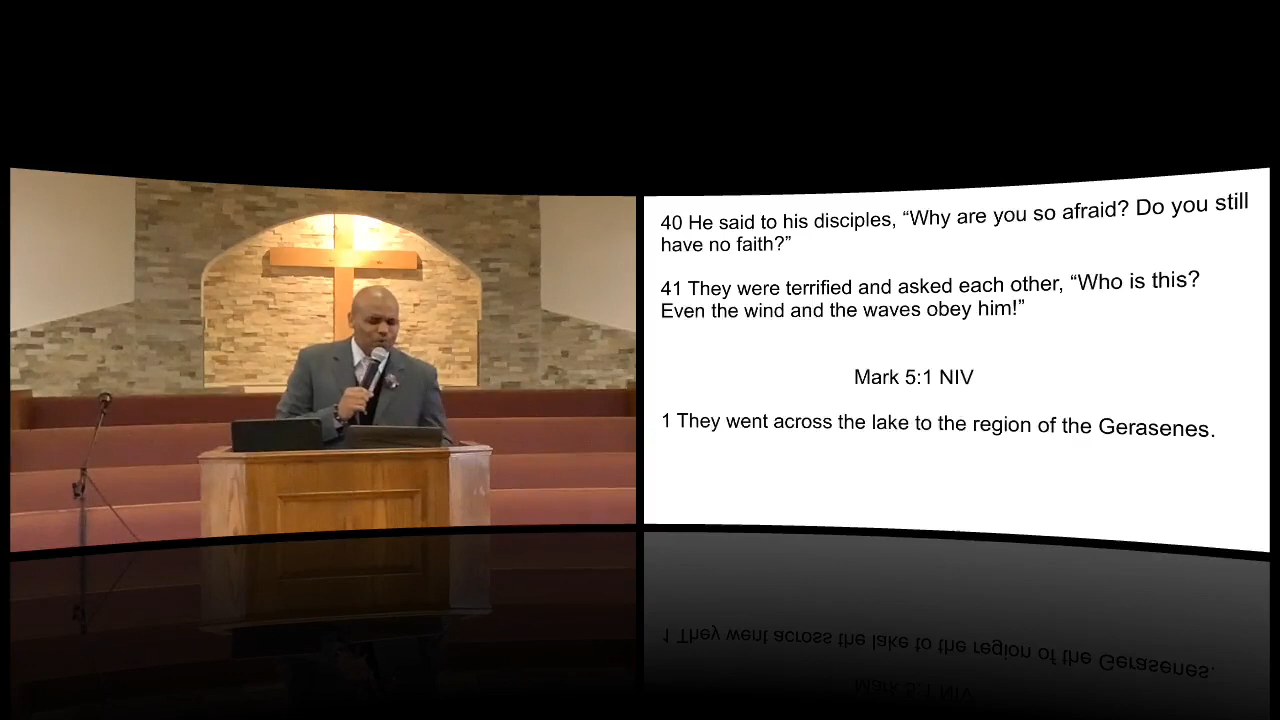 40 He said to his disciples, “Why are you so afraid? Do you still
have no faith?”
41 They were terrified and asked each other, “Who is this?
Even the wind and the waves obey him!”
Mark 5:1 NIV
1 They went across the lake to the region of the Gerasenes.
1 They went across the lake to the region of the Gerasenes.
Mark 5:1 NIV